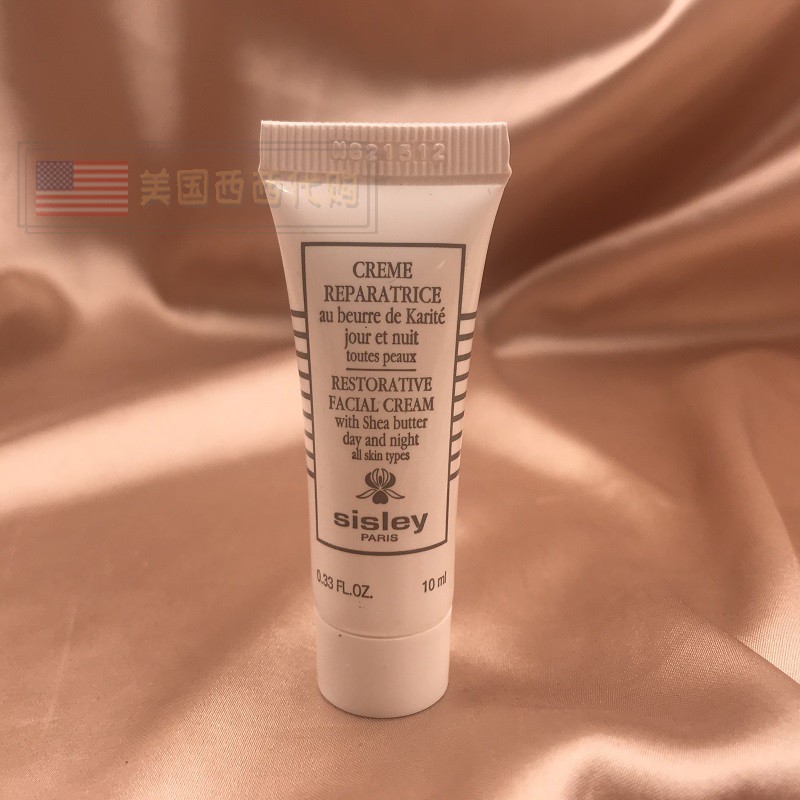 N621512
美国西西代购
CREME
REPARATRICE
au beurre de Karité
jour et nuit
toutes peaux
RESTORATIVE
FACIAL CREAM
with Shea butter
day and night
all skin types
sisley
PARIS
0.33 FL.OZ. 10 ml